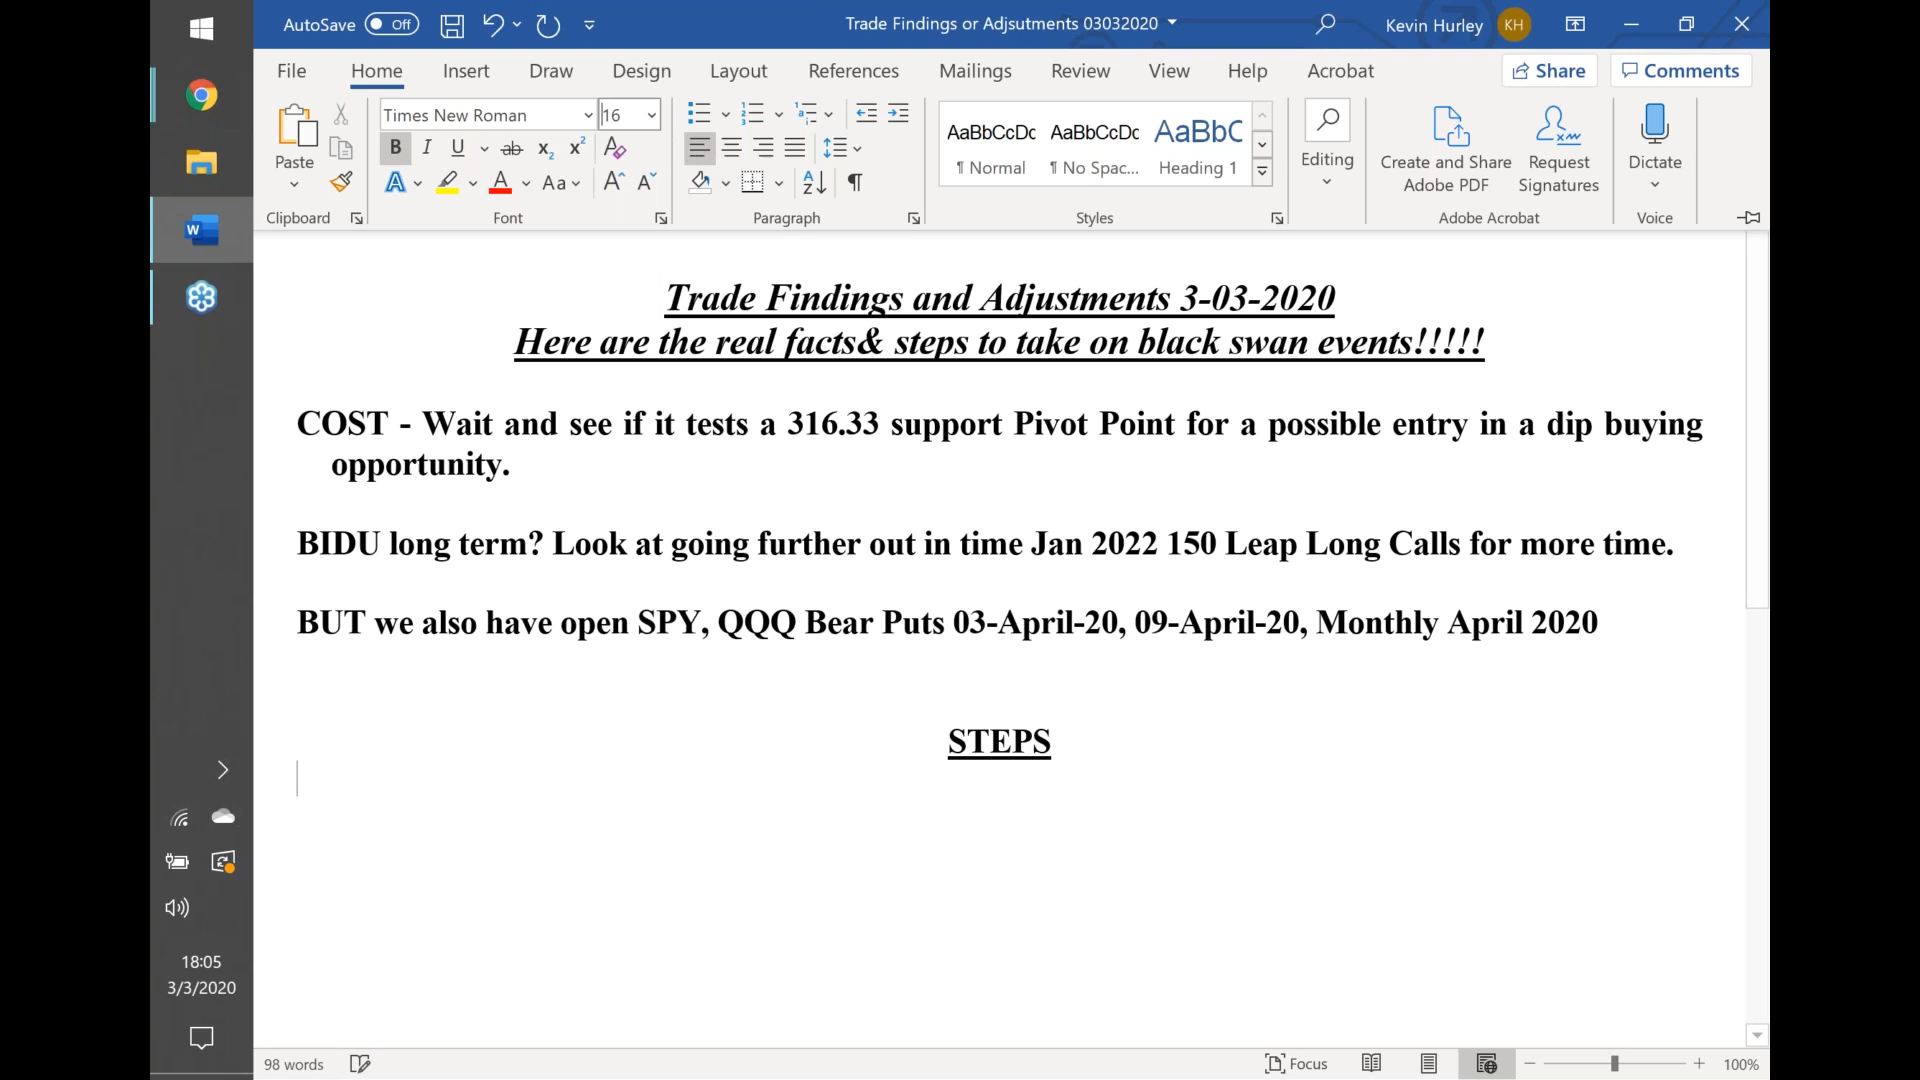 AutoSave Off
Trade Findings or Adjsutments 03032020
Kevin Hurley KH
File Home Insert Draw Design Layout References Mailings Review View Help Acrobat Share Comments
Times New Roman 16
Paste
B I U ab x2 x2 A
A A Aa A A
AaBbCcDc AaBbCcDc AaBbC
¶ Normal ¶ No Spac... Heading 1
Editing
Create and Share Adobe PDF
Request Signatures
Dictate
Clipboard Font Paragraph Styles Adobe Acrobat Voice
Trade Findings and Adjustments 3-03-2020
Here are the real facts& steps to take on black swan events!!!!!
COST - Wait and see if it tests a 316.33 support Pivot Point for a possible entry in a dip buying
opportunity.
BIDU long term? Look at going further out in time Jan 2022 150 Leap Long Calls for more time.
BUT we also have open SPY, QQQ Bear Puts 03-April-20, 09-April-20, Monthly April 2020
STEPS
18:05
3/3/2020
98 words
Focus
100%